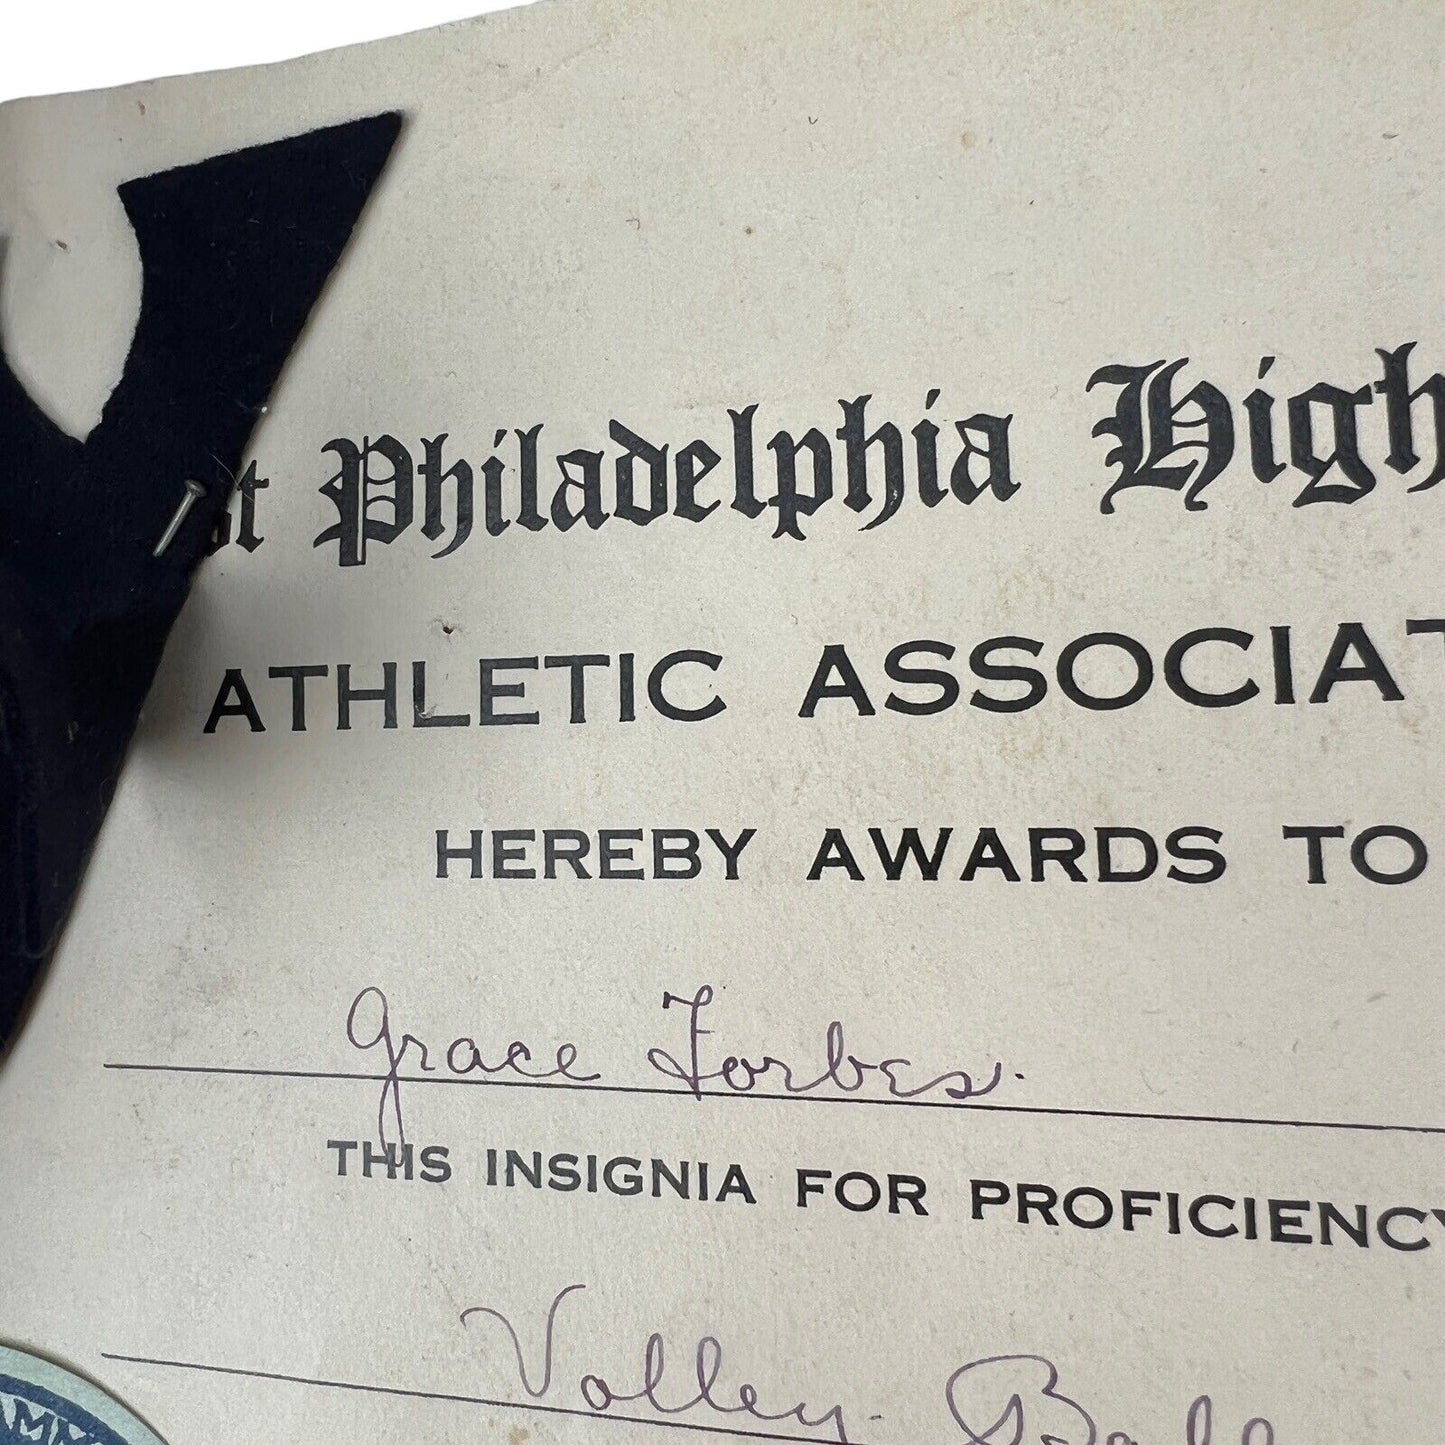 st Philadelphia High
ATHLETIC ASSOCIAT
HEREBY AWARDS TO
Grace Forbes.
THIS INSIGNIA FOR PROFICIENCY
Volley Ball